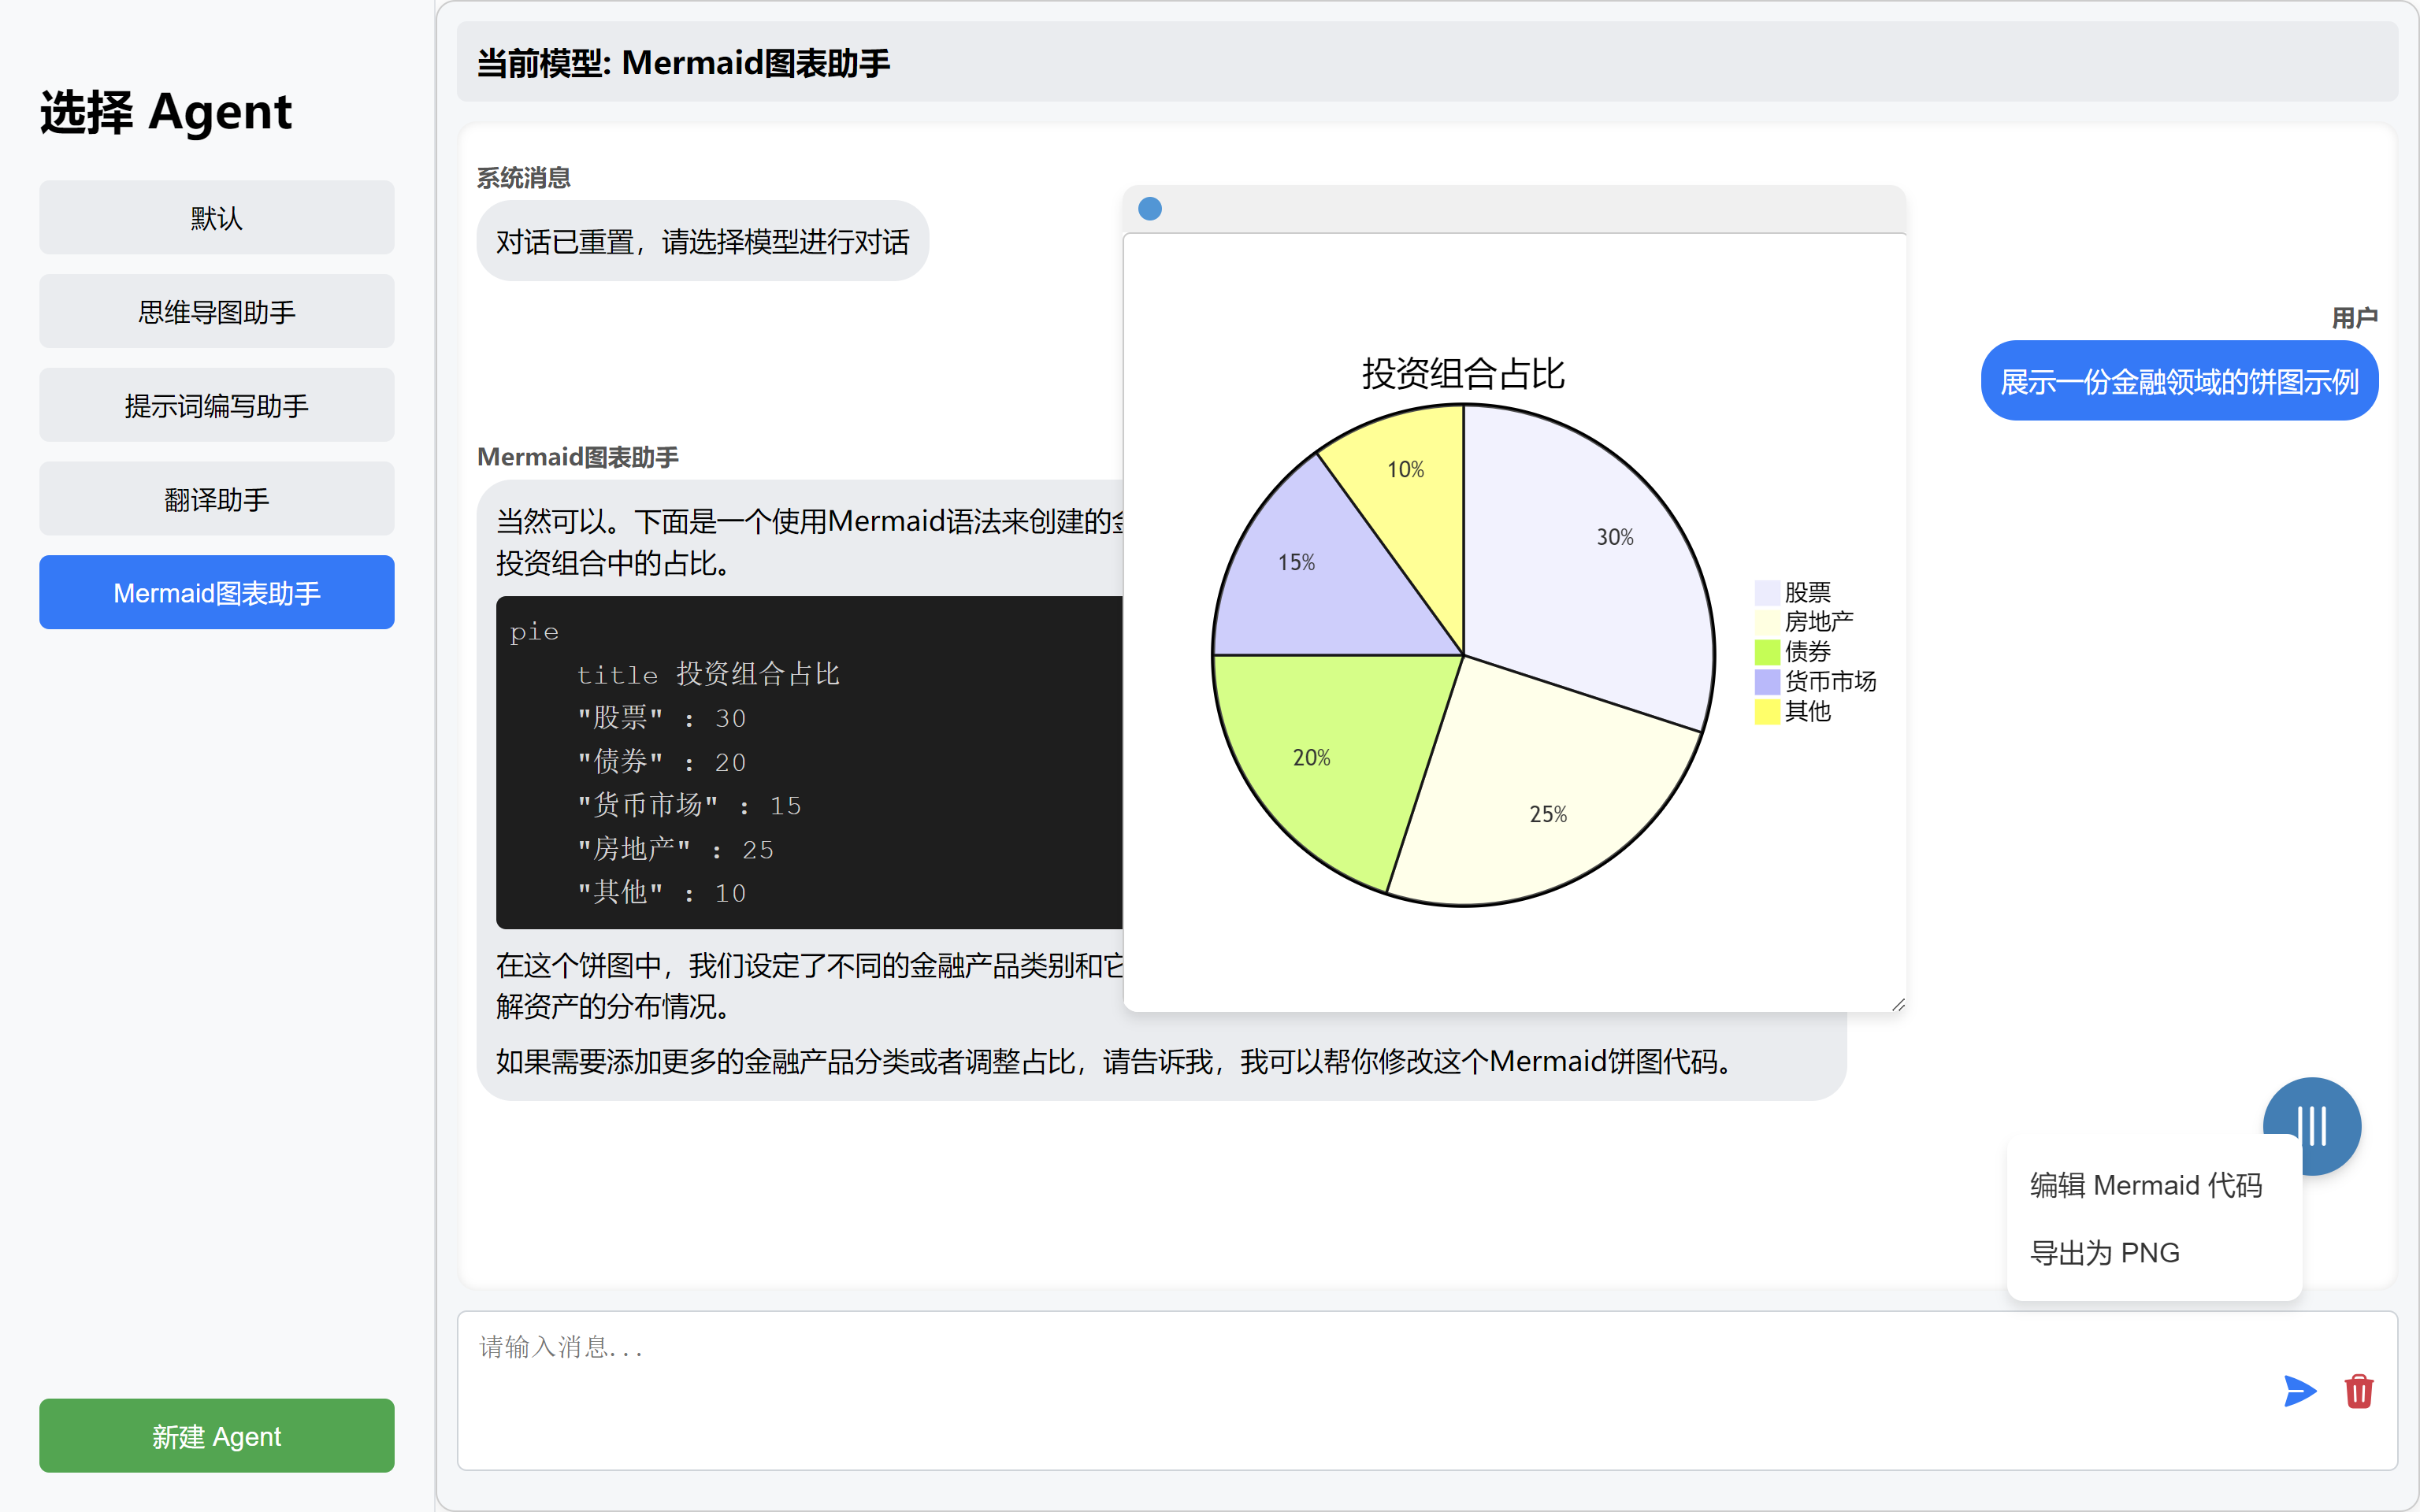 选择 Agent
默认
思维导图助手
提示词编写助手
翻译助手
Mermaid图表助手
新建 Agent
当前模型: Mermaid图表助手
系统消息
对话已重置，请选择模型进行对话
用户
展示一份金融领域的饼图示例
Mermaid图表助手
当然可以。下面是一个使用Mermaid语法来创建的
投资组合中的占比。
pie
title 投资组合占比
"股票" : 30
"债券" : 20
"货币市场" : 15
"房地产" : 25
"其他" : 10
在这个饼图中，我们设定了不同的金融产品类别和它
解资产的分布情况。
如果需要添加更多的金融产品分类或者调整占比，请告诉我，我可以帮你修改这个Mermaid饼图代码。
投资组合占比
10%
30%
15%
20%
25%
股票
房地产
债券
货币市场
其他
编辑 Mermaid 代码
导出为 PNG
请输入消息...